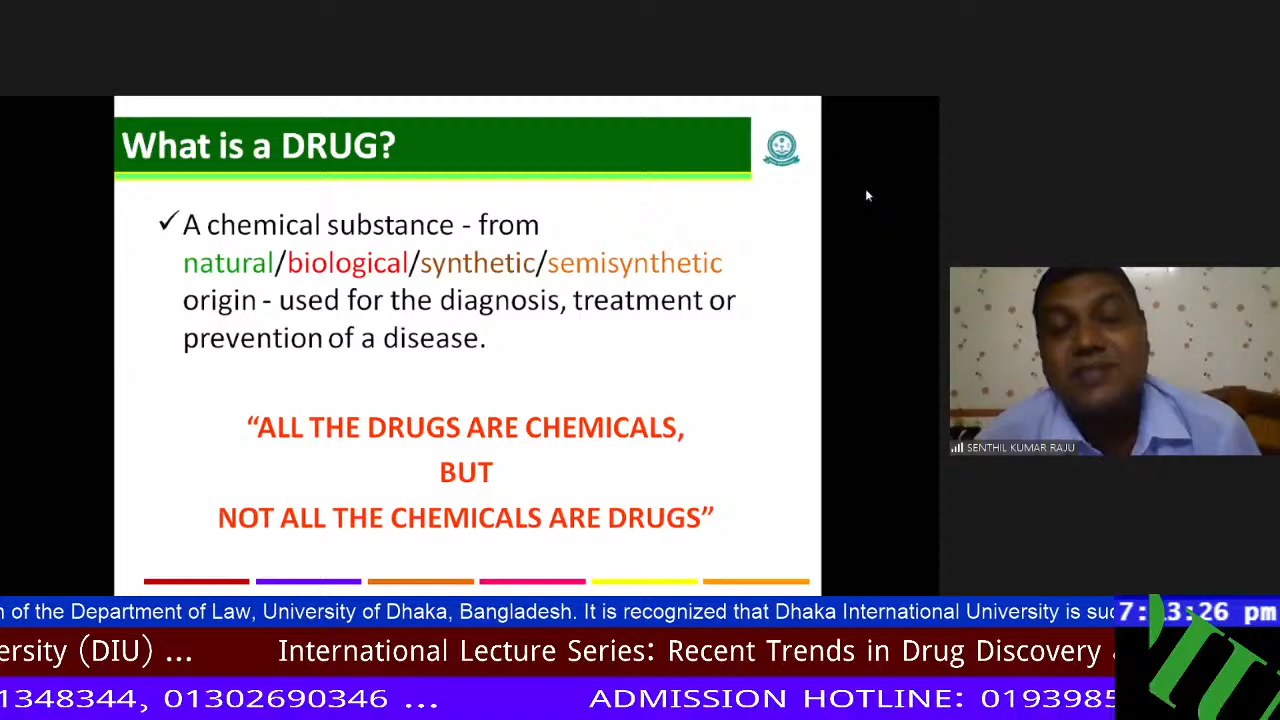 What is a DRUG?
✓ A chemical substance - from
natural/biological/synthetic/semisynthetic
origin - used for the diagnosis, treatment or
prevention of a disease.
“ALL THE DRUGS ARE CHEMICALS,
BUT
NOT ALL THE CHEMICALS ARE DRUGS”
SENTHIL KUMAR RAJU
n of the Department of Law, University of Dhaka, Bangladesh. It is recognized that Dhaka International University is suc
26 pm
ersity (DIU) ... International Lecture Series: Recent Trends in Drug Discovery
1348344, 01302690346 ... ADMISSION HOTLINE: 0193985